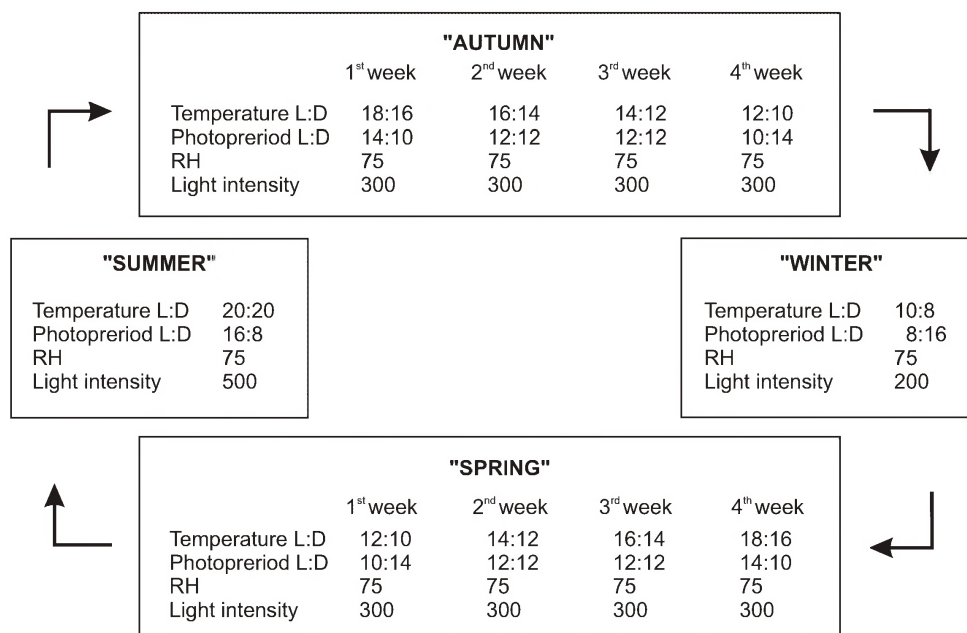 "AUTUMN"
1st week 2nd week 3rd week 4th week
Temperature L:D 18:16 16:14 14:12 12:10
Photopreriod L:D 14:10 12:12 12:12 10:14
RH 75 75 75 75
Light intensity 300 300 300 300
"SUMMER"
Temperature L:D 20:20
Photopreriod L:D 16:8
RH 75
Light intensity 500
"WINTER"
Temperature L:D 10:8
Photopreriod L:D 8:16
RH 75
Light intensity 200
"SPRING"
1st week 2nd week 3rd week 4th week
Temperature L:D 12:10 14:12 16:14 18:16
Photopreriod L:D 10:14 12:12 12:12 14:10
RH 75 75 75 75
Light intensity 300 300 300 300